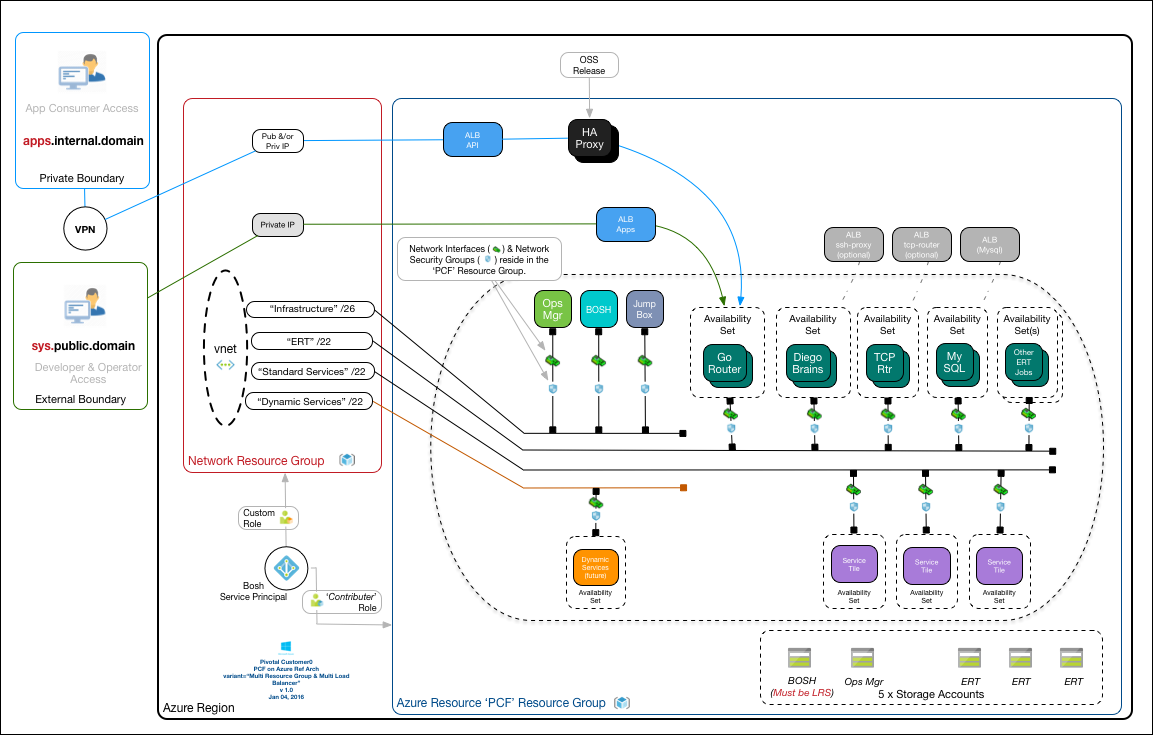 App Consumer Access
apps.internal.domain
Private Boundary
VPN
sys.public.domain
Developer & Operator
Access
External Boundary
OSS
Release
Pub &/or
Priv IP
ALB
API
HA
Proxy
Private IP
ALB
Apps
Network Interfaces ( ) & Network
Security Groups ( ) reside in the
‘PCF’ Resource Group.
ALB
ssh-proxy
(optional)
ALB
tcp-router
(optional)
ALB
(Mysql)
vnet
“Infrastructure” /26
“ERT” /22
“Standard Services” /22
“Dynamic Services” /22
Ops
Mgr
BOSH
Jump
Box
Availability
Set
Go
Router
Availability
Set
Diego
Brains
Availability
Set
TCP
Rtr
Availability
Set
My
SQL
Availability
Set(s)
Other
ERT
Jobs
Network Resource Group
Custom
Role
Bosh
Service Principal
‘Contributer’
Role
Dynamic
Services
(future)
Availability
Set
Service
Tile
Availability
Set
Service
Tile
Availability
Set
Service
Tile
Availability
Set
Pivotal Customer0
PCF on Azure Ref Arch
variant=“Multi Resource Group & Multi Load
Balancer”
v 1.0
Jan 04, 2016
BOSH
(Must be LRS)
Ops Mgr
ERT
ERT
ERT
5 x Storage Accounts
Azure Region
Azure Resource ‘PCF’ Resource Group